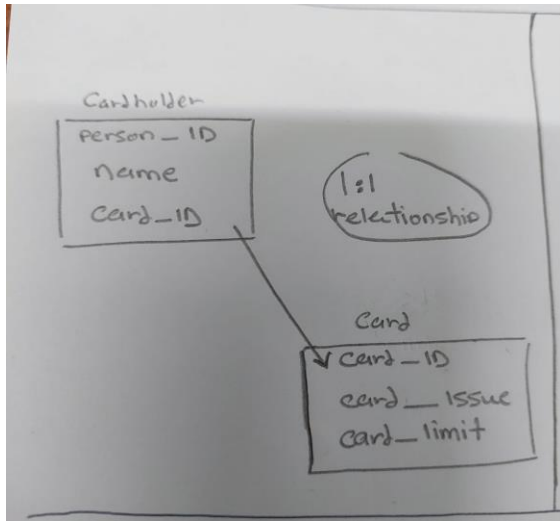 Cardholder
person_ID
name
card_ID
1:1
relationship
Card
card_ID
card_issue
card_limit